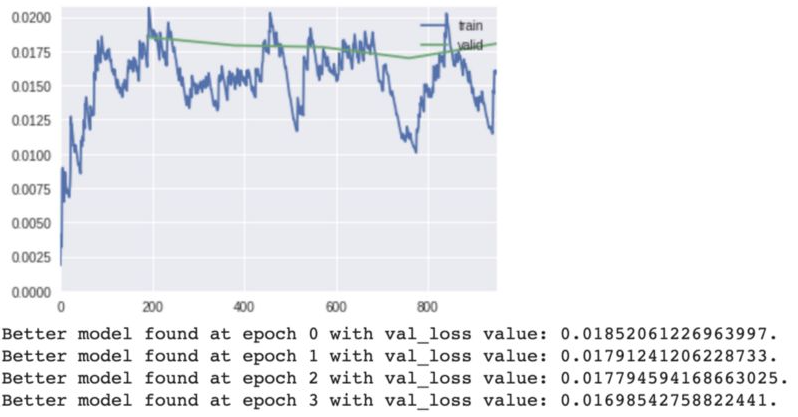 0.0200
0.0175
0.0150
0.0125
0.0100
0.0075
0.0050
0.0025
0.0000
train
valid
0 200 400 600 800
Better model found at epoch 0 with val_loss value: 0.01852061226963997.
Better model found at epoch 1 with val_loss value: 0.01791241206228733.
Better model found at epoch 2 with val_loss value: 0.017794594168663025.
Better model found at epoch 3 with val_loss value: 0.01698542758822441.